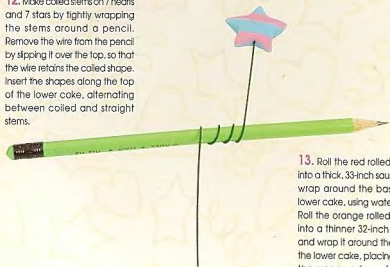 12. Make coiled stems on 7 hearts
and 7 stars by tightly wrapping
the stems around a pencil.
Remove the wire from the pencil
by slipping it over the top, so that
the wire retains the coiled shape.
Insert the shapes along the top
of the lower cake, alternating
between coiled and straight
stems.
13. Roll the red rolled
into a thick, 33-inch sau
wrap around the bas
lower cake, using wate
Roll the orange rolled
into a thinner 32-inch
and wrap it around the
the lower cake, placin